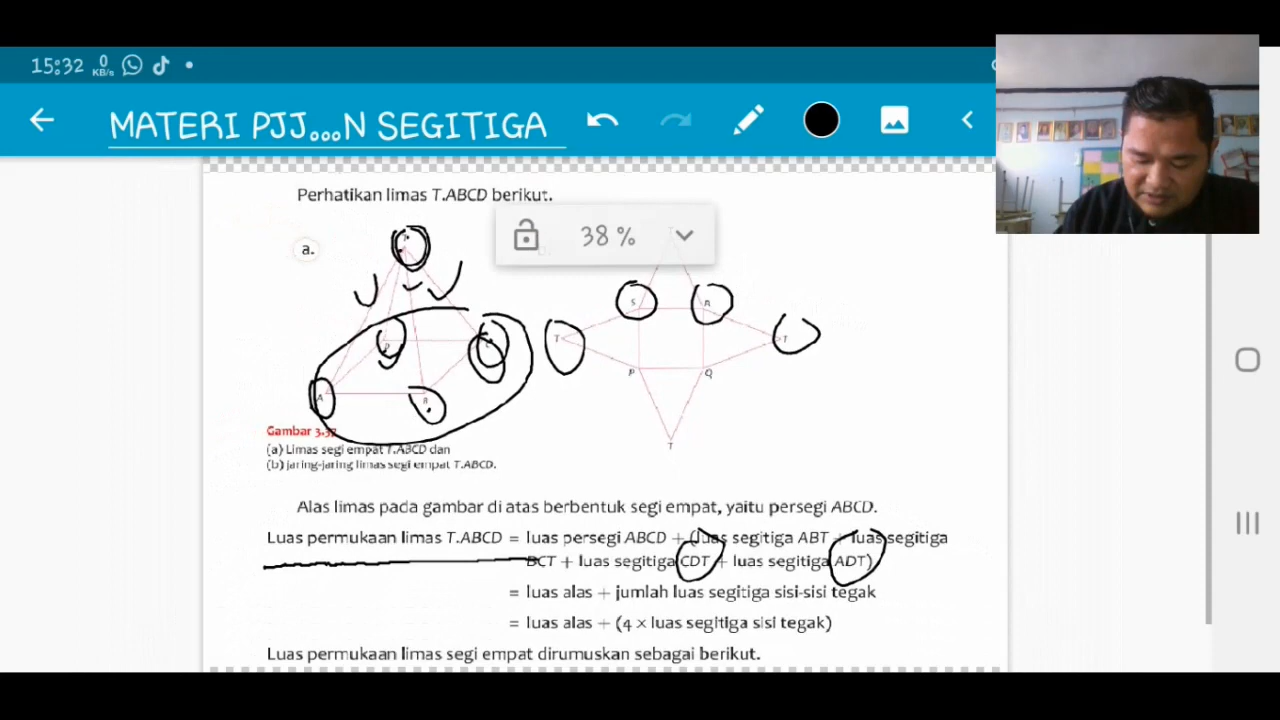 15:32 0 KB/s
MATERI PJJ...N SEGITIGA
Perhatikan limas T.ABCD berikut.
38 %
a.
S R
T T
P Q
T
A B
Gambar 3.37
(a) Limas segi empat T.ABCD dan
(b) jaring-jaring limas segi empat T.ABCD.
Alas limas pada gambar di atas berbentuk segi empat, yaitu persegi ABCD.
Luas permukaan limas T.ABCD = luas persegi ABCD + (luas segitiga ABT + luas segitiga
BCT + luas segitiga CDT + luas segitiga ADT)
= luas alas + jumlah luas segitiga sisi-sisi tegak
= luas alas + (4 × luas segitiga sisi tegak)
Luas permukaan limas segi empat dirumuskan sebagai berikut.